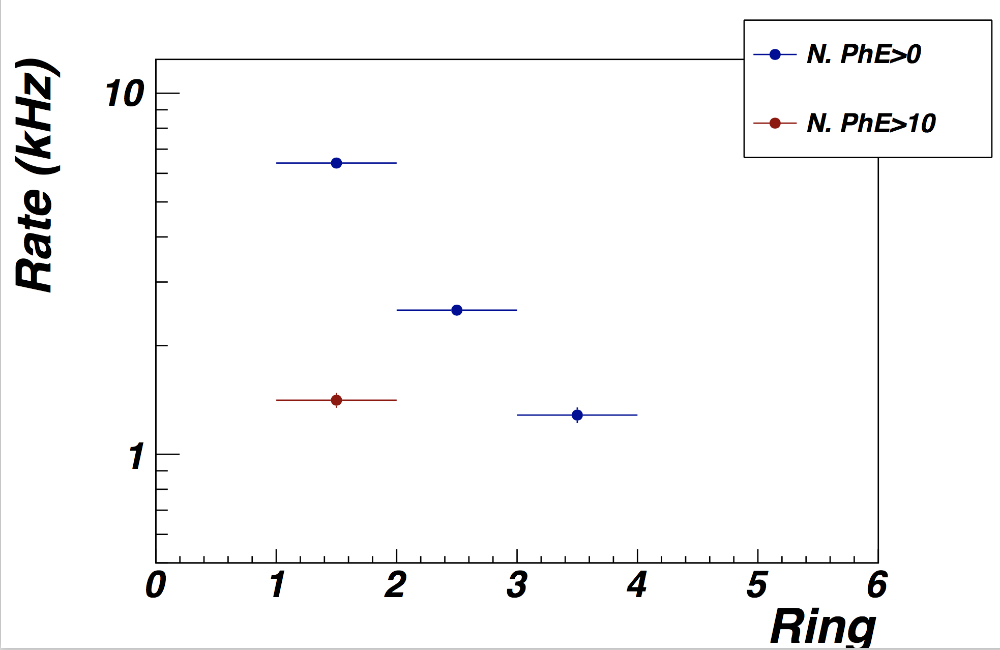 N. PhE>0
N. PhE>10
Rate (kHz)
10
1
0 1 2 3 4 5 6
Ring